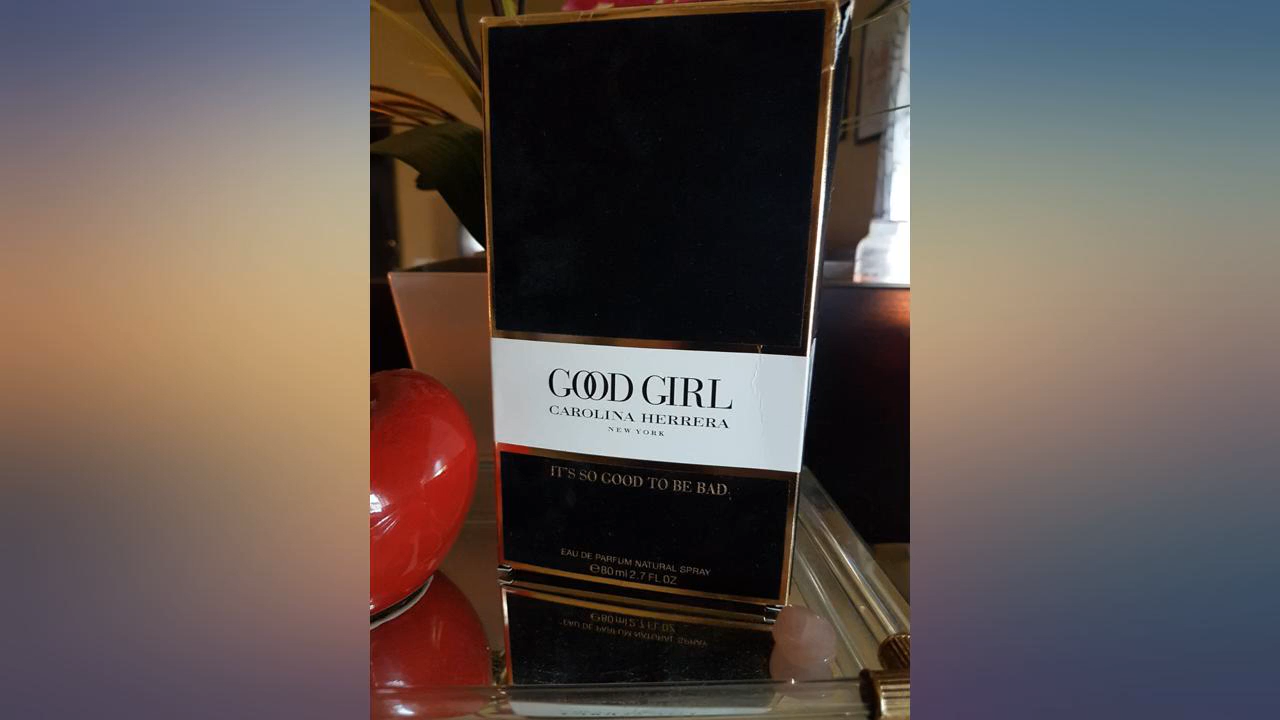 GOOD GIRL
CAROLINA HERRERA
NEW YORK
IT'S SO GOOD TO BE BAD.
EAU DE PARFUM NATURAL SPRAY
℮80 ml 2.7 FL.OZ